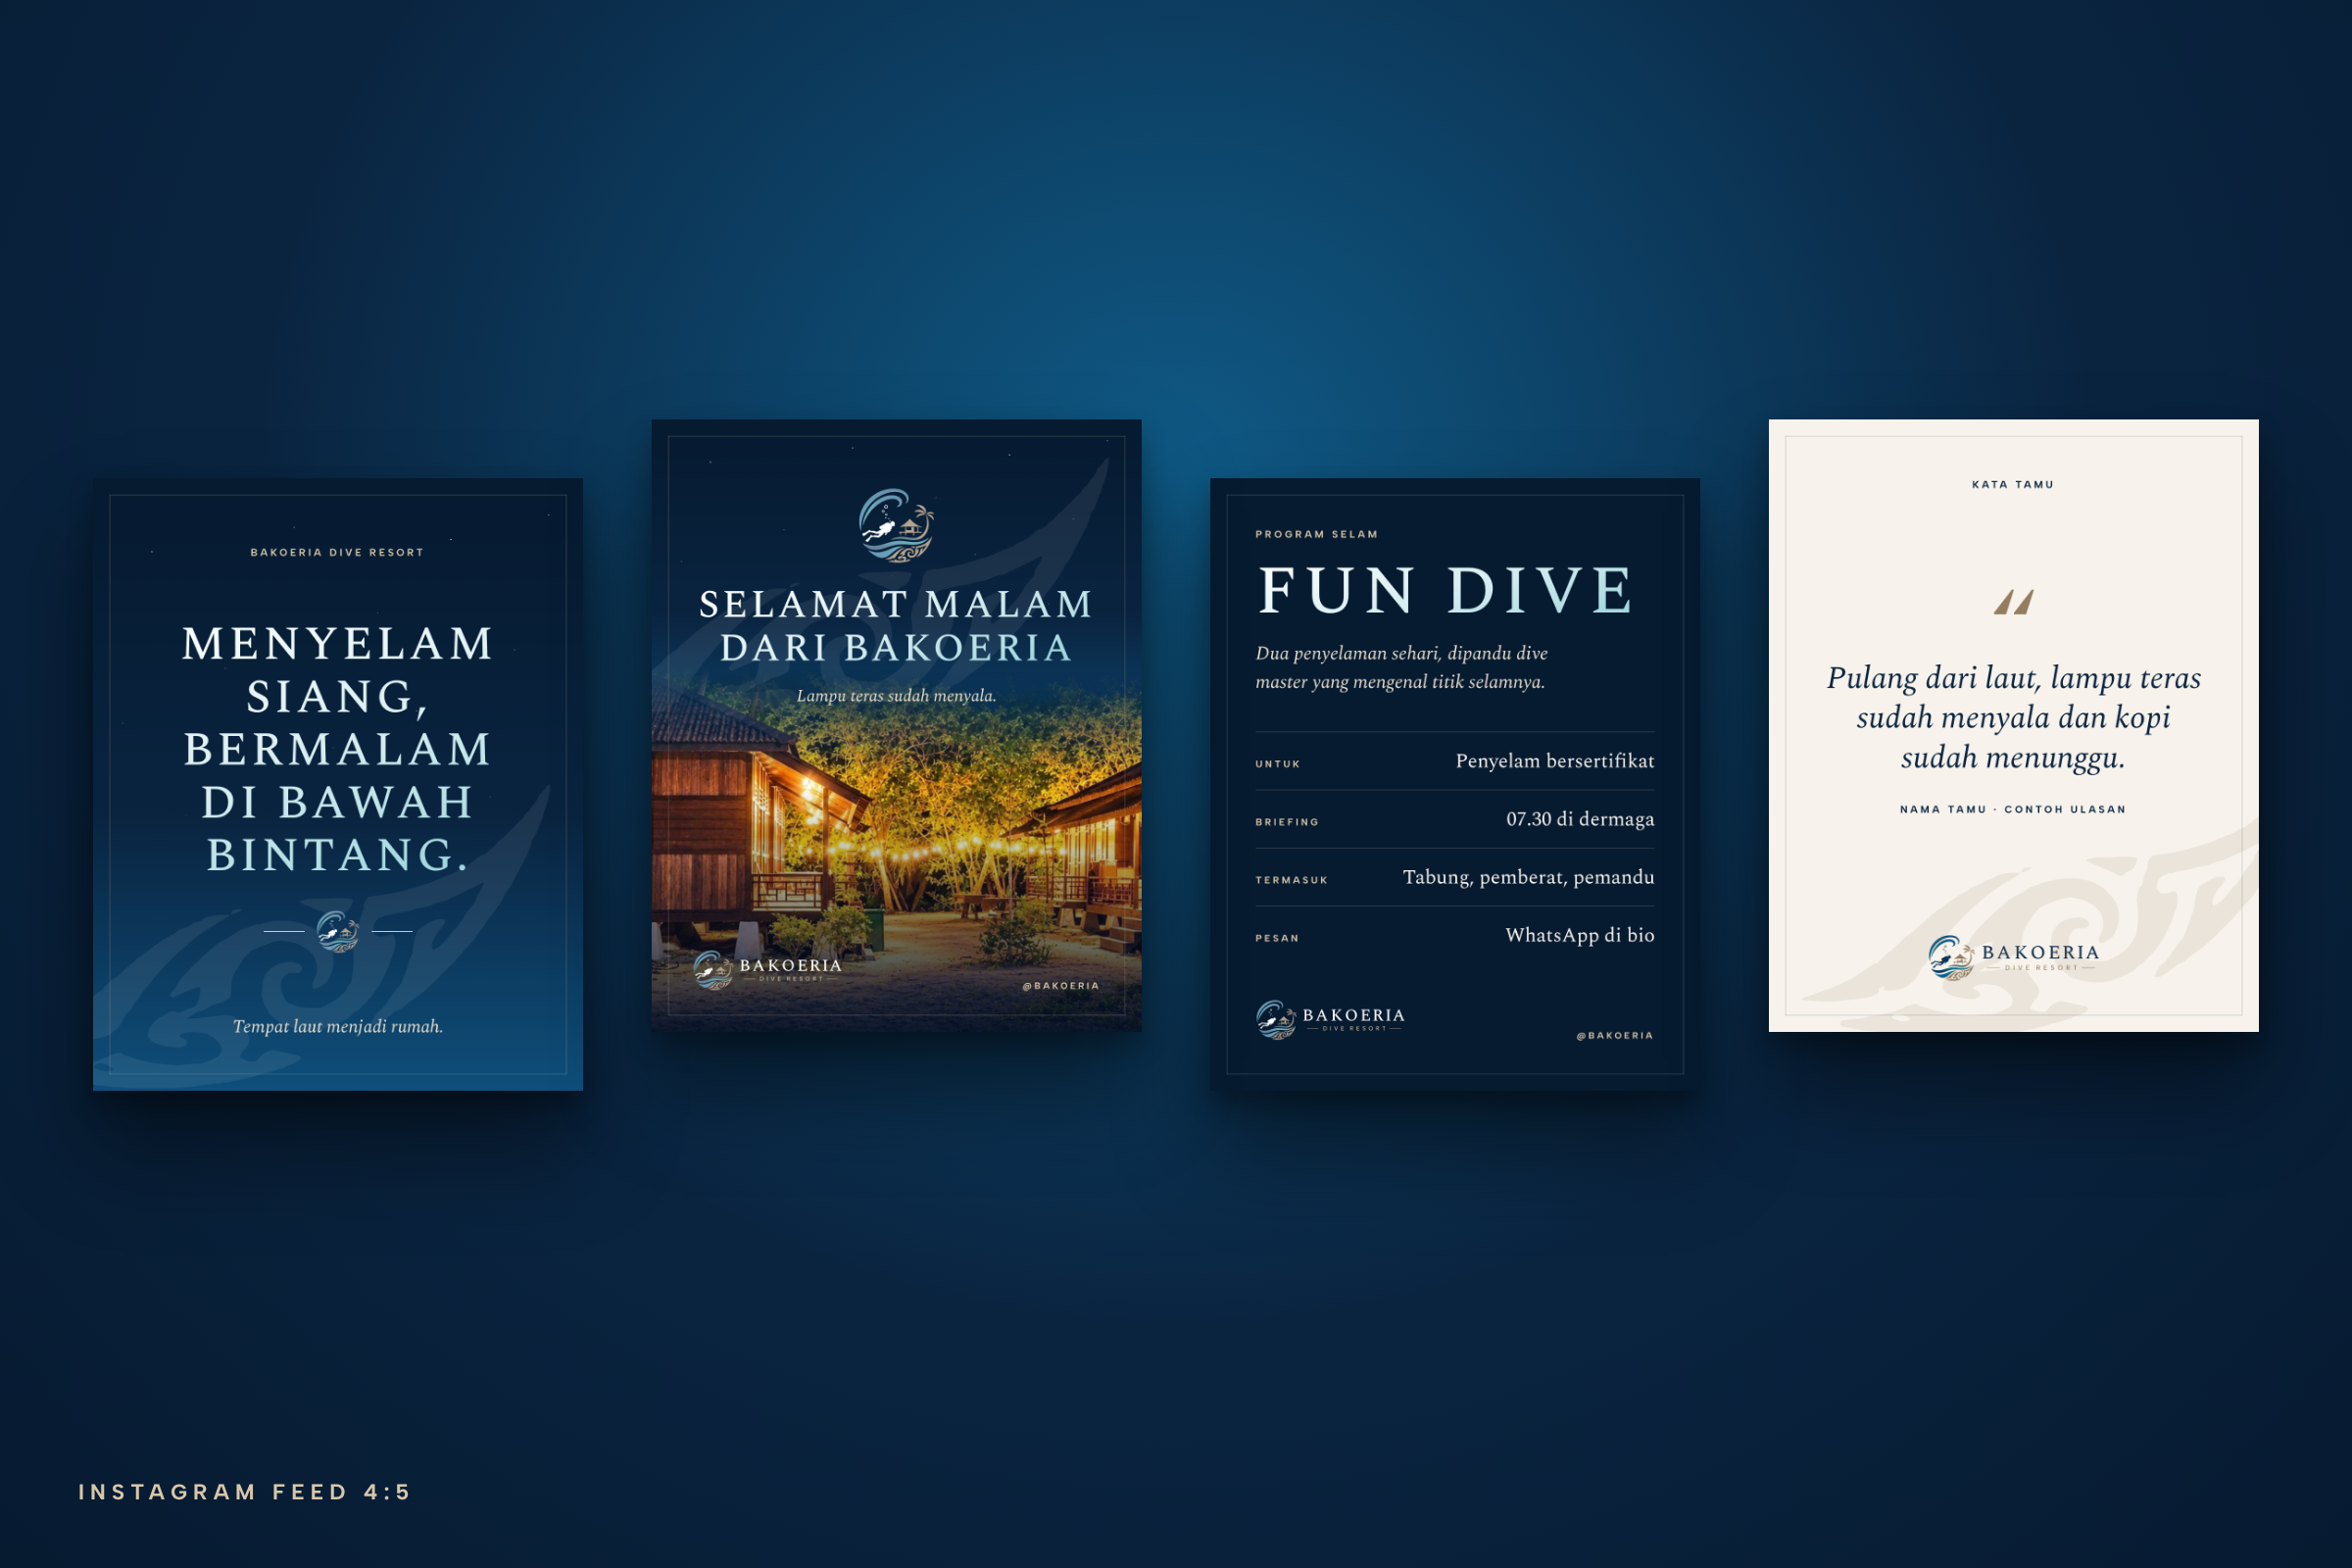 BAKOERIA DIVE RESORT
MENYELAM
SIANG,
BERMALAM
DI BAWAH
BINTANG.
Tempat laut menjadi rumah.
SELAMAT MALAM
DARI BAKOERIA
Lampu teras sudah menyala.
BAKOERIA
DIVE RESORT
@BAKOERIA
PROGRAM SELAM
FUN DIVE
Dua penyelaman sehari, dipandu dive
master yang mengenal titik selamnya.
UNTUK Penyelam bersertifikat
BRIEFING 07.30 di dermaga
TERMASUK Tabung, pemberat, pemandu
PESAN WhatsApp di bio
BAKOERIA
DIVE RESORT
@BAKOERIA
KATA TAMU
"
Pulang dari laut, lampu teras
sudah menyala dan kopi
sudah menunggu.
NAMA TAMU · CONTOH ULASAN
BAKOERIA
DIVE RESORT
INSTAGRAM FEED 4:5